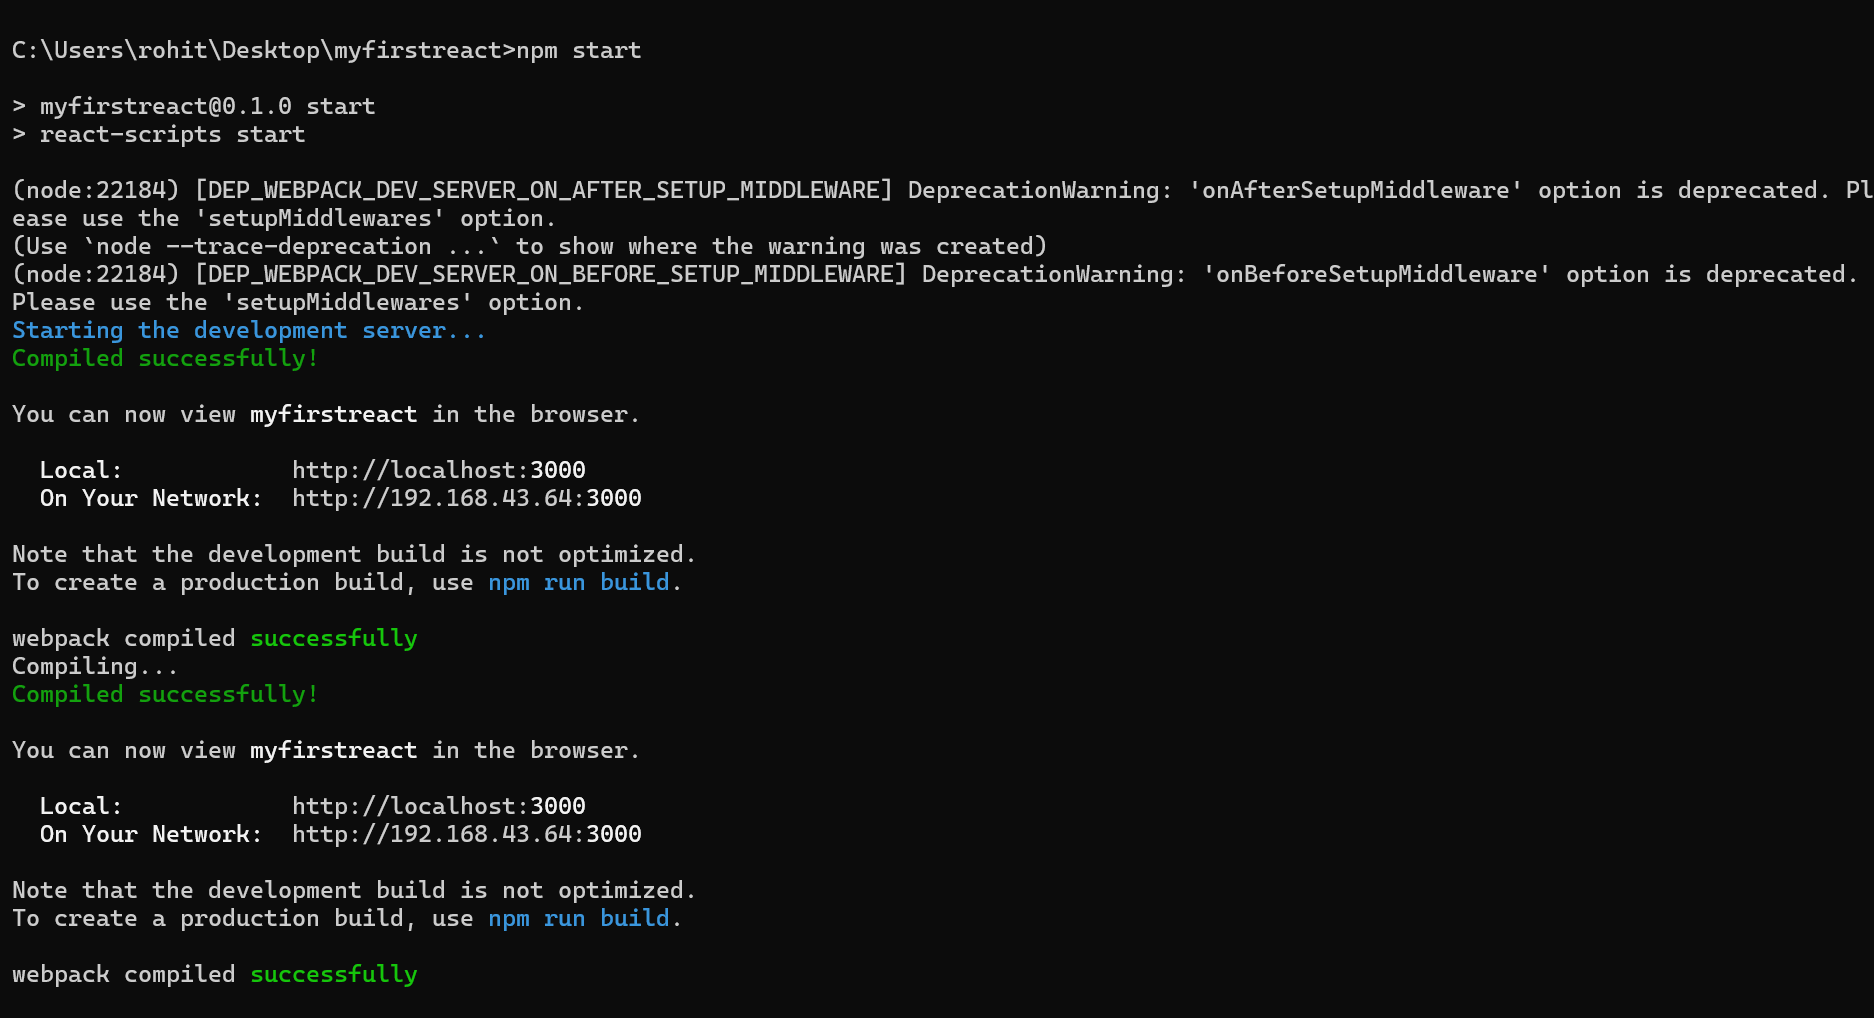 C:\Users\rohit\Desktop\myfirstreact>npm start
> myfirstreact@0.1.0 start
> react-scripts start
(node:22184) [DEP_WEBPACK_DEV_SERVER_ON_AFTER_SETUP_MIDDLEWARE] DeprecationWarning: 'onAfterSetupMiddleware' option is deprecated. Pl
ease use the 'setupMiddlewares' option.
(Use `node --trace-deprecation ...` to show where the warning was created)
(node:22184) [DEP_WEBPACK_DEV_SERVER_ON_BEFORE_SETUP_MIDDLEWARE] DeprecationWarning: 'onBeforeSetupMiddleware' option is deprecated.
Please use the 'setupMiddlewares' option.
Starting the development server...
Compiled successfully!
You can now view myfirstreact in the browser.
Local: http://localhost:3000
On Your Network: http://192.168.43.64:3000
Note that the development build is not optimized.
To create a production build, use npm run build.
webpack compiled successfully
Compiling...
Compiled successfully!
You can now view myfirstreact in the browser.
Local: http://localhost:3000
On Your Network: http://192.168.43.64:3000
Note that the development build is not optimized.
To create a production build, use npm run build.
webpack compiled successfully